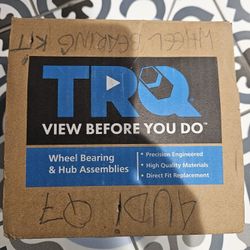 WHEEL BEARING KIT
TRQ
VIEW BEFORE YOU DO™
Wheel Bearing
& Hub Assemblies
• Precision Engineered
• High Quality Materials
• Direct Fit Replacement
AUDI Q7